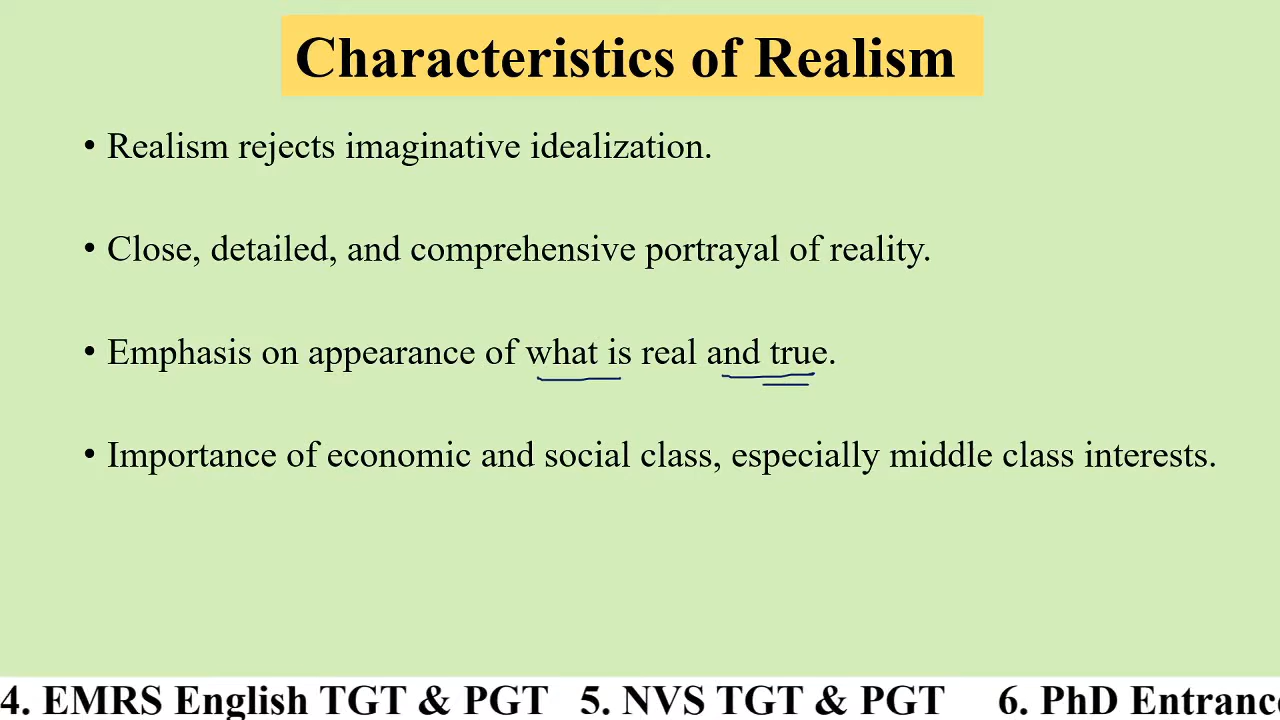 Characteristics of Realism
• Realism rejects imaginative idealization.
• Close, detailed, and comprehensive portrayal of reality.
• Emphasis on appearance of what is real and true.
• Importance of economic and social class, especially middle class interests.
4. EMRS English TGT & PGT 5. NVS TGT & PGT 6. PhD Entrance